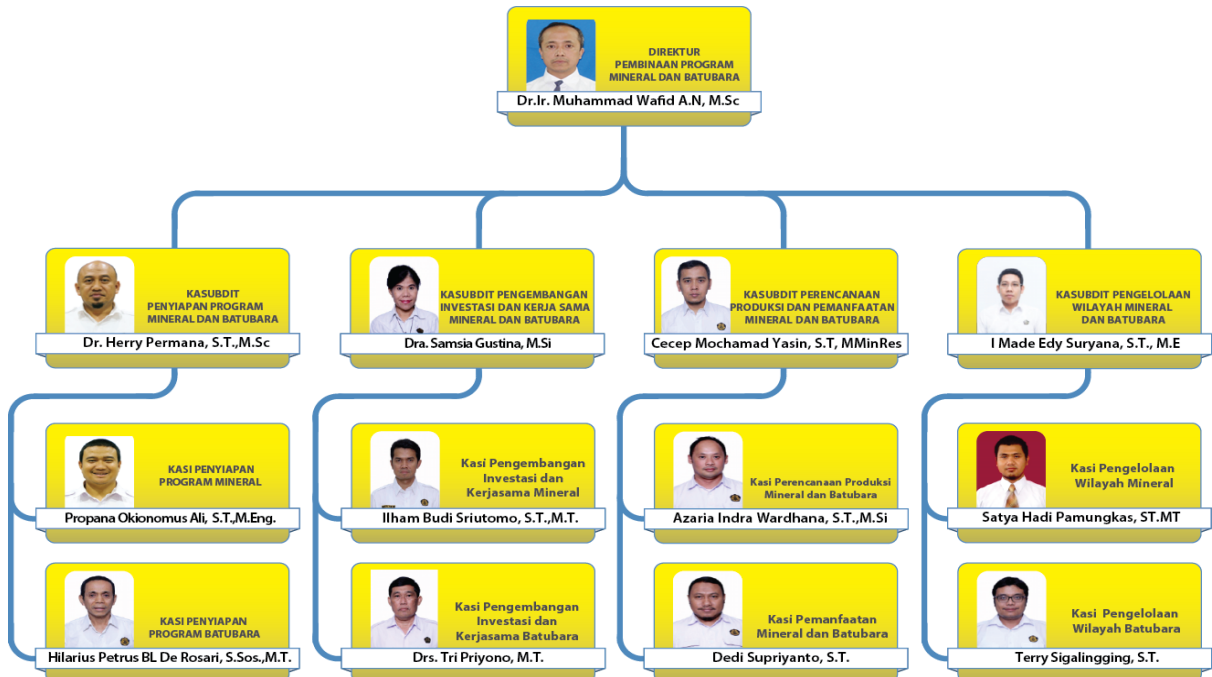 DIREKTUR
PEMBINAAN PROGRAM
MINERAL DAN BATUBARA
Dr.Ir. Muhammad Wafid A.N, M.Sc
KASUBDIT
PENYIAPAN PROGRAM
MINERAL DAN BATUBARA
Dr. Herry Permana, S.T.,M.Sc
KASUBDIT PENGEMBANGAN
INVESTASI DAN KERJA SAMA
MINERAL DAN BATUBARA
Dra. Samsia Gustina, M.Si
KASUBDIT PERENCANAAN
PRODUKSI DAN PEMANFAATAN
MINERAL DAN BATUBARA
Cecep Mochamad Yasin, S.T, MMinRes
KASUBDIT PENGELOLAAN
WILAYAH MINERAL
DAN BATUBARA
I Made Edy Suryana, S.T., M.E
KASI PENYIAPAN
PROGRAM MINERAL
Propana Okionomus Ali, S.T.,M.Eng.
Kasi Pengembangan
Investasi dan
Kerjasama Mineral
Ilham Budi Sriutomo, S.T.,M.T.
Kasi Perencanaan Produksi
Mineral dan Batubara
Azaria Indra Wardhana, S.T.,M.Si
Kasi Pengelolaan
Wilayah Mineral
Satya Hadi Pamungkas, ST.MT
KASI PENYIAPAN
PROGRAM BATUBARA
Hilarius Petrus BL De Rosari, S.Sos.,M.T.
Kasi Pengembangan
Investasi dan
Kerjasama Batubara
Drs. Tri Priyono, M.T.
Kasi Pemanfaatan
Mineral dan Batubara
Dedi Supriyanto, S.T.
Kasi Pengelolaan
Wilayah Batubara
Terry Sigalingging, S.T.